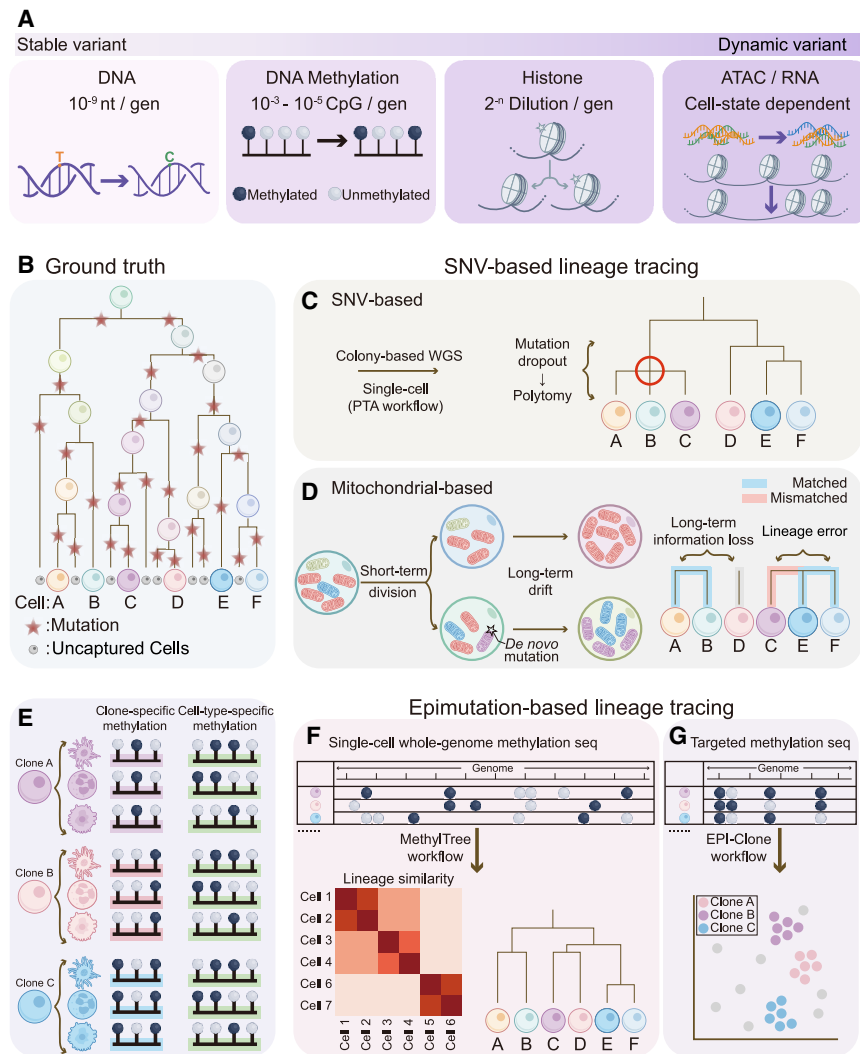 A
Stable variant
Dynamic variant
DNA
10⁻⁹ nt / gen
T
C
DNA Methylation
10⁻³ - 10⁻⁵ CpG / gen
Methylated
Unmethylated
Histone
2⁻ⁿ Dilution / gen
ATAC / RNA
Cell-state dependent
B Ground truth
Cell: A B C D E F
:Mutation
:Uncaptured Cells
SNV-based lineage tracing
C SNV-based
Colony-based WGS
Single-cell
(PTA workflow)
Mutation
dropout
↓
Polytomy
A B C D E F
D Mitochondrial-based
Matched
Mismatched
Short-term
division
Long-term
drift
De novo
mutation
Long-term
information loss
Lineage error
A B D C E F
Epimutation-based lineage tracing
E
Clone-specific
methylation
Cell-type-specific
methylation
Clone A
Clone B
Clone C
F
Single-cell whole-genome methylation seq
Genome
MethylTree
workflow
Lineage similarity
Cell 1
Cell 2
Cell 3
Cell 4
Cell 6
Cell 7
Cell 1
Cell 2
Cell 3
Cell 4
Cell 5
Cell 6
A B C D E F
G
Targeted methylation seq
Genome
EPI-Clone
workflow
Clone A
Clone B
Clone C